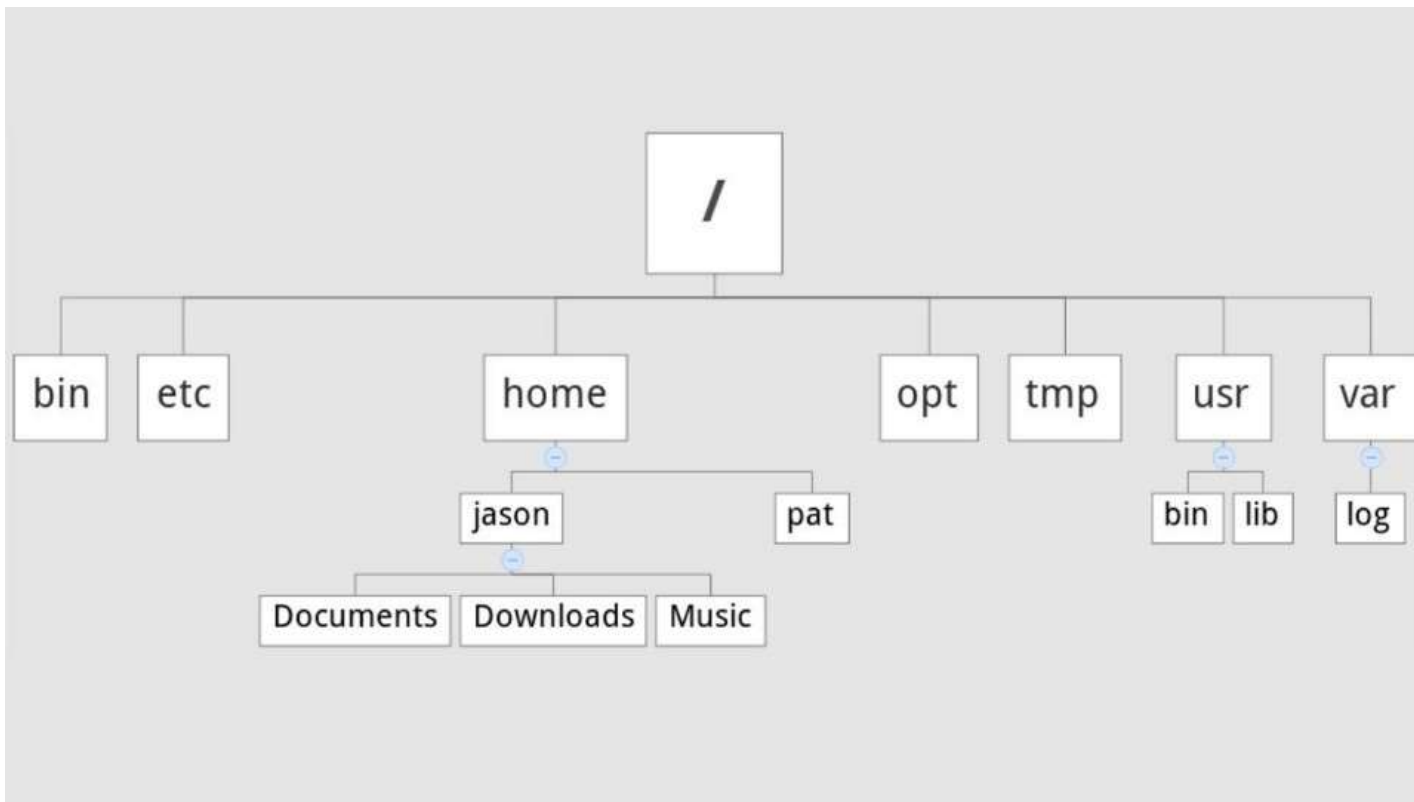 /
bin etc home opt tmp usr var
jason pat bin lib log
Documents Downloads Music